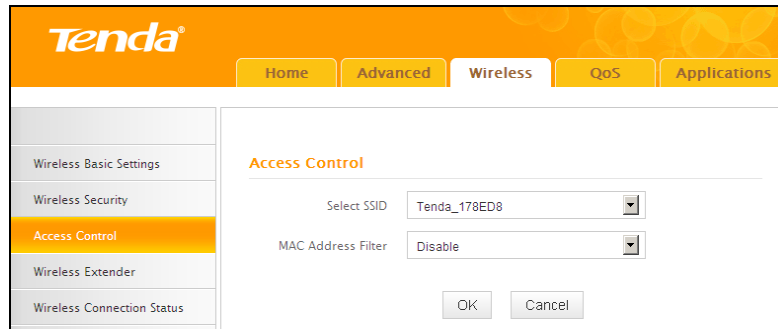 Tenda®
Home Advanced Wireless QoS Applications
Wireless Basic Settings
Wireless Security
Access Control
Wireless Extender
Wireless Connection Status
Access Control
Select SSID Tenda_178ED8
MAC Address Filter Disable
OK Cancel